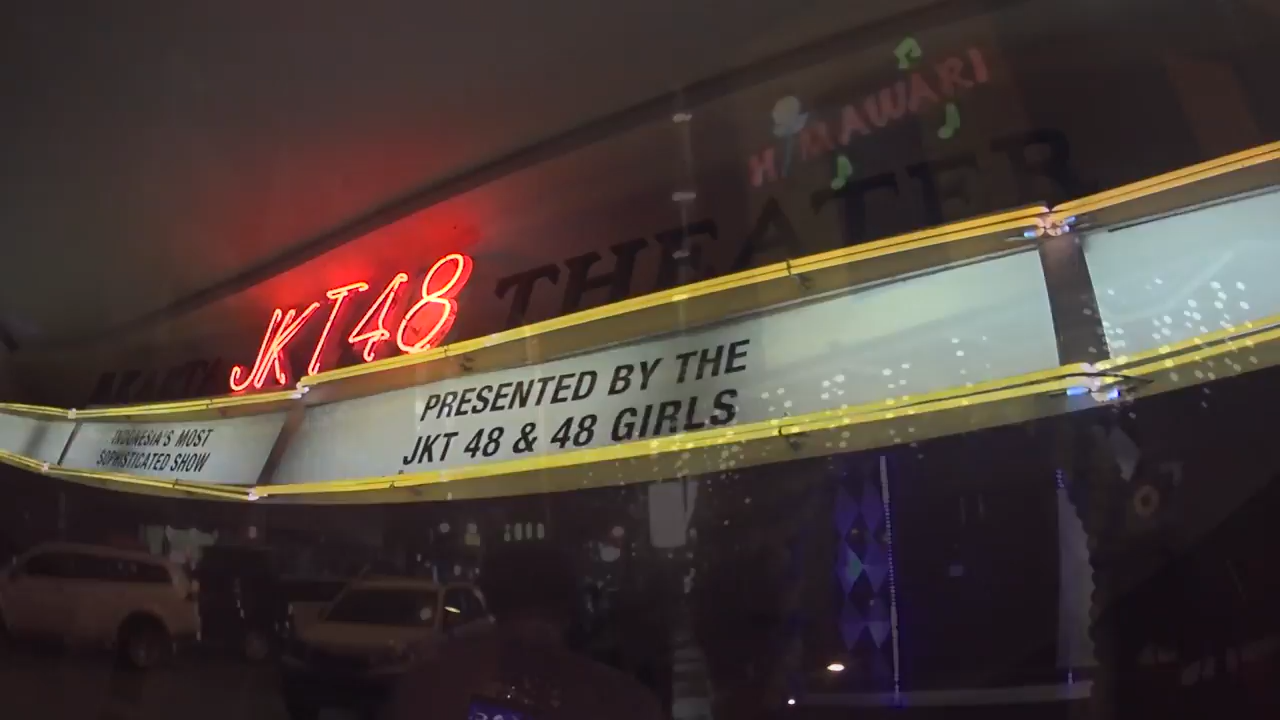 HIMAWARI
JKT48
THEATER
PRESENTED BY THE
JKT 48 & 48 GIRLS
INDONESIA'S MOST
SOPHISTICATED SHOW